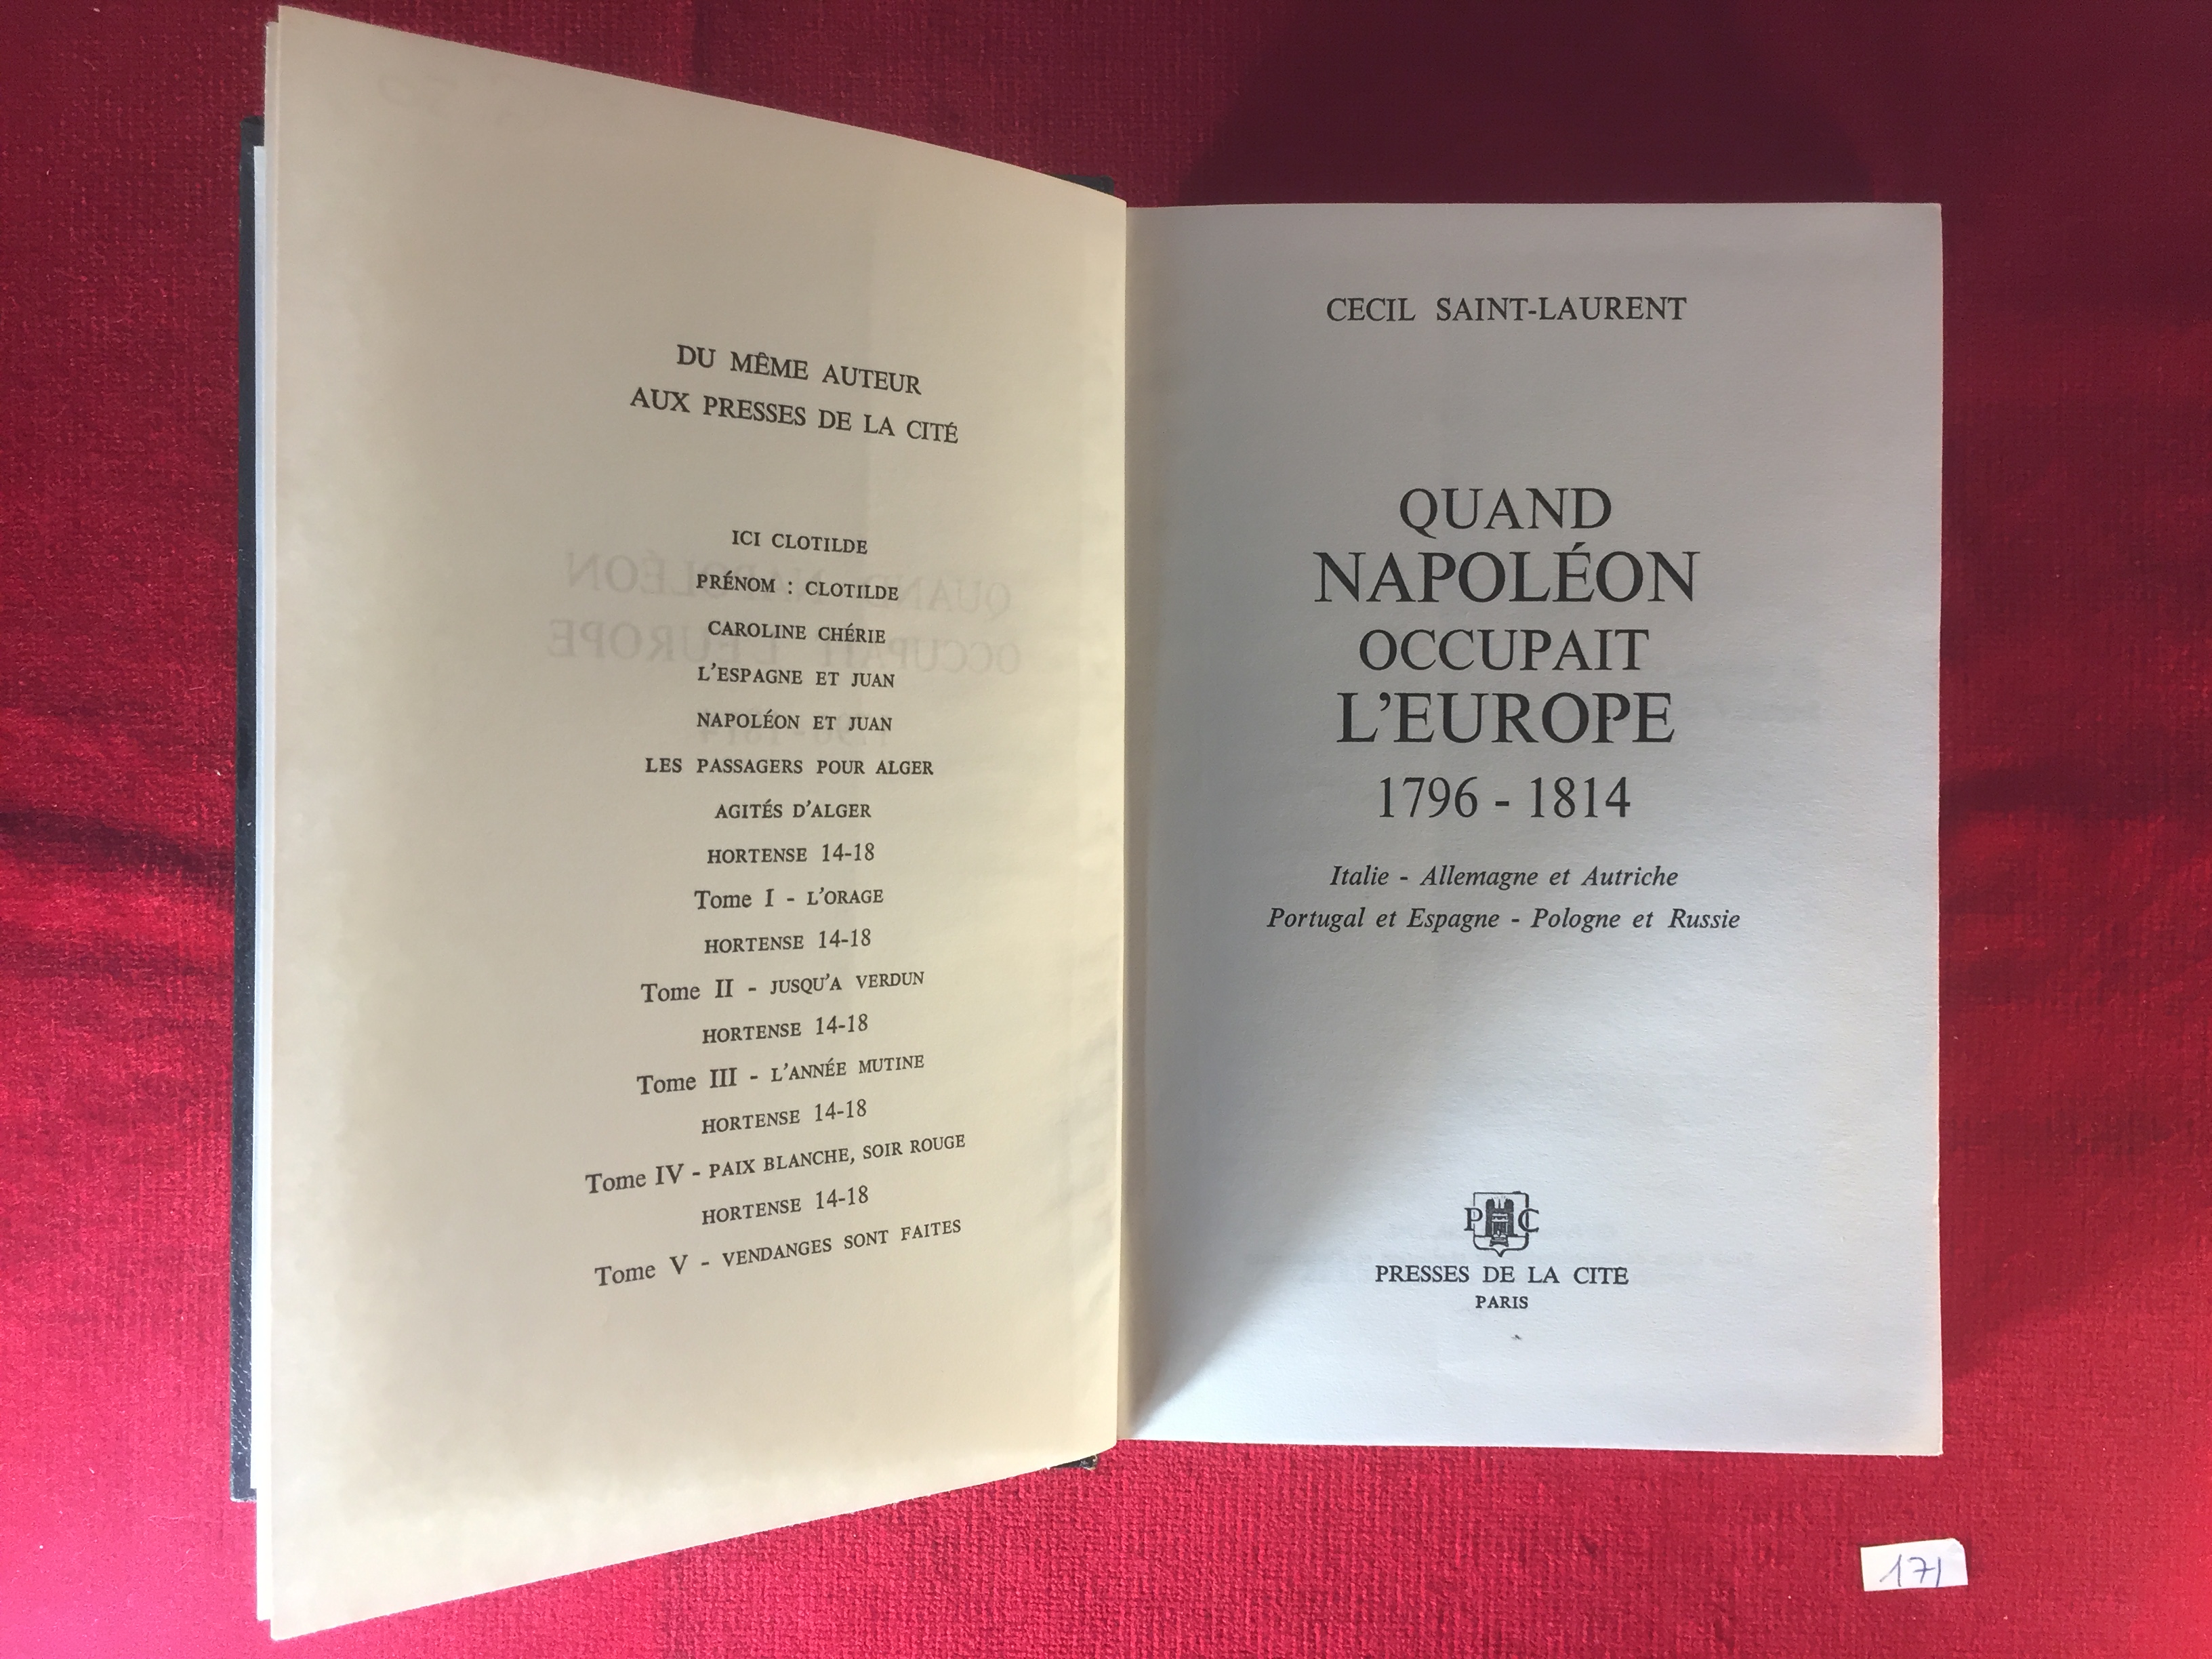 DU MÊME AUTEUR
AUX PRESSES DE LA CITÉ
ICI CLOTILDE
PRÉNOM : CLOTILDE
CAROLINE CHÉRIE
L'ESPAGNE ET JUAN
NAPOLÉON ET JUAN
LES PASSAGERS POUR ALGER
AGITÉS D'ALGER
HORTENSE 14-18
Tome I - L'ORAGE
HORTENSE 14-18
Tome II - JUSQU'A VERDUN
HORTENSE 14-18
Tome III - L'ANNÉE MUTINE
HORTENSE 14-18
Tome IV - PAIX BLANCHE, SOIR ROUGE
HORTENSE 14-18
Tome V - VENDANGES SONT FAITES
CECIL SAINT-LAURENT
QUAND
NAPOLÉON
OCCUPAIT
L'EUROPE
1796 - 1814
Italie - Allemagne et Autriche
Portugal et Espagne - Pologne et Russie
P C
PRESSES DE LA CITÉ
PARIS
171